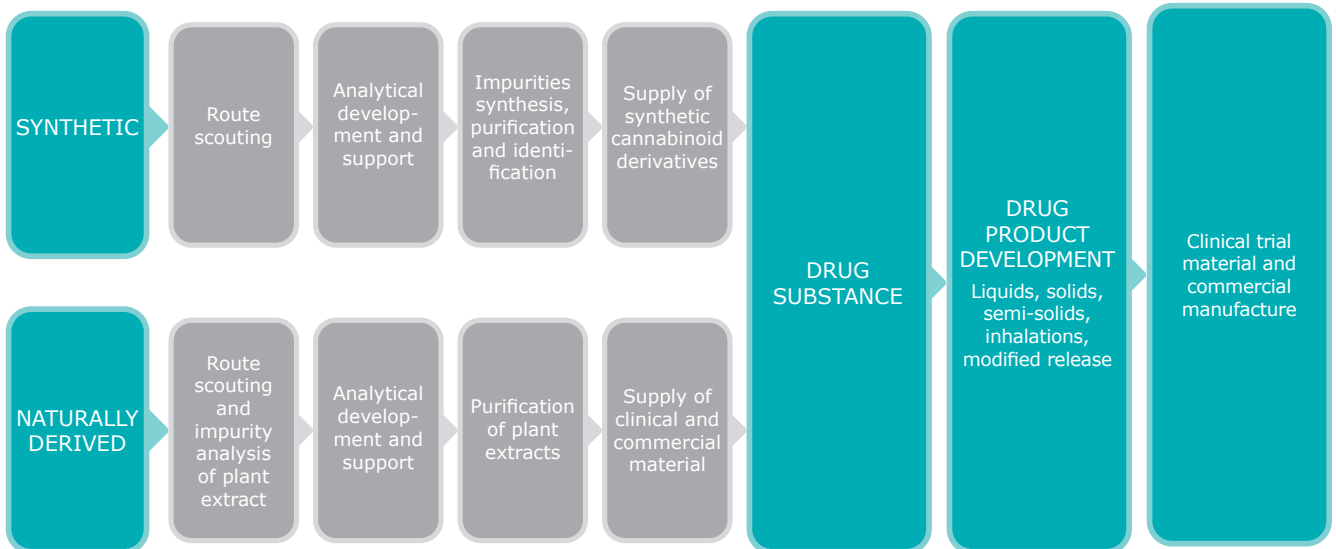 SYNTHETIC
Route
scouting
Analytical
develop-
ment and
support
Impurities
synthesis,
purification
and identi-
fication
Supply of
synthetic
cannabinoid
derivatives
NATURALLY
DERIVED
Route
scouting
and
impurity
analysis
of plant
extract
Analytical
develop-
ment and
support
Purification
of plant
extracts
Supply of
clinical and
commercial
material
DRUG
SUBSTANCE
DRUG
PRODUCT
DEVELOPMENT
Liquids, solids,
semi-solids,
inhalations,
modified release
Clinical trial
material and
commercial
manufacture